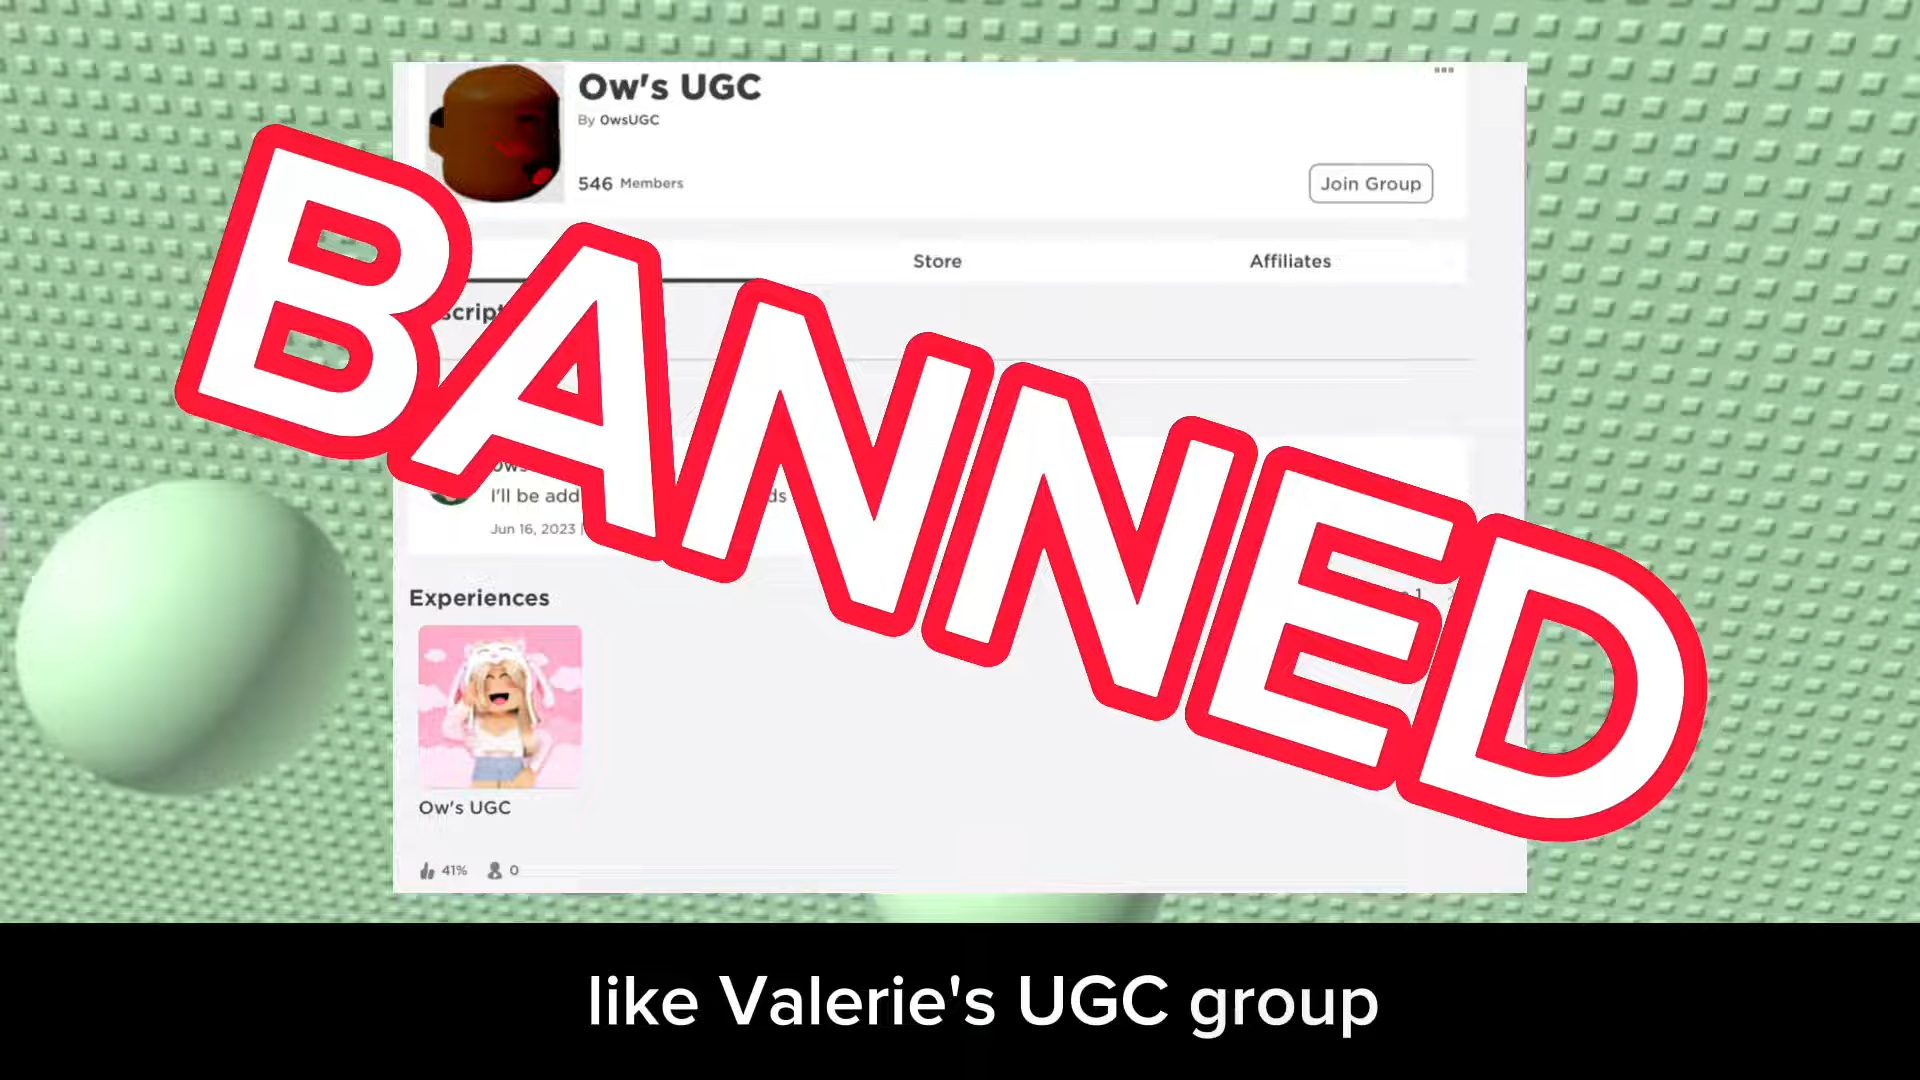 Ow's UGC
By 0wsUGC
546 Members
Join Group
Store
Affiliates
BANNED
I'll be add
Jun 16, 2023 |
Experiences
Ow's UGC
41% 0
like Valerie's UGC group